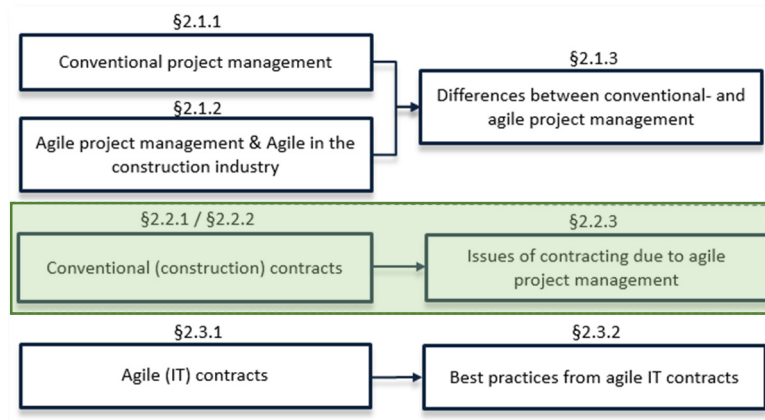 §2.1.1
Conventional project management
§2.1.2
Agile project management & Agile in the
construction industry
§2.1.3
Differences between conventional- and
agile project management
§2.2.1 / §2.2.2
Conventional (construction) contracts
§2.2.3
Issues of contracting due to agile
project management
§2.3.1
Agile (IT) contracts
§2.3.2
Best practices from agile IT contracts